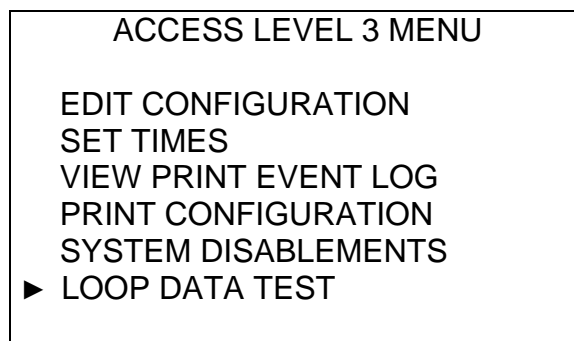 ACCESS LEVEL 3 MENU
EDIT CONFIGURATION
SET TIMES
VIEW PRINT EVENT LOG
PRINT CONFIGURATION
SYSTEM DISABLEMENTS
► LOOP DATA TEST